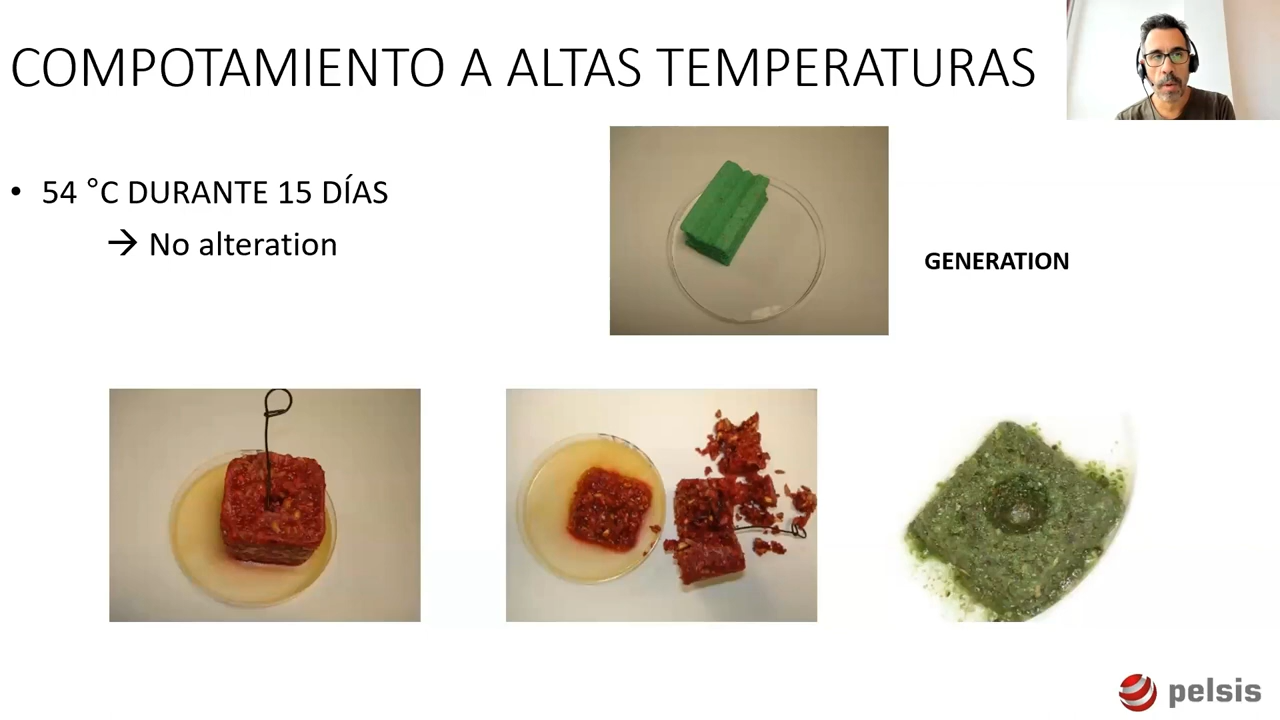 COMPOTAMIENTO A ALTAS TEMPERATURAS
• 54 °C DURANTE 15 DÍAS
→ No alteration
GENERATION
pelsis